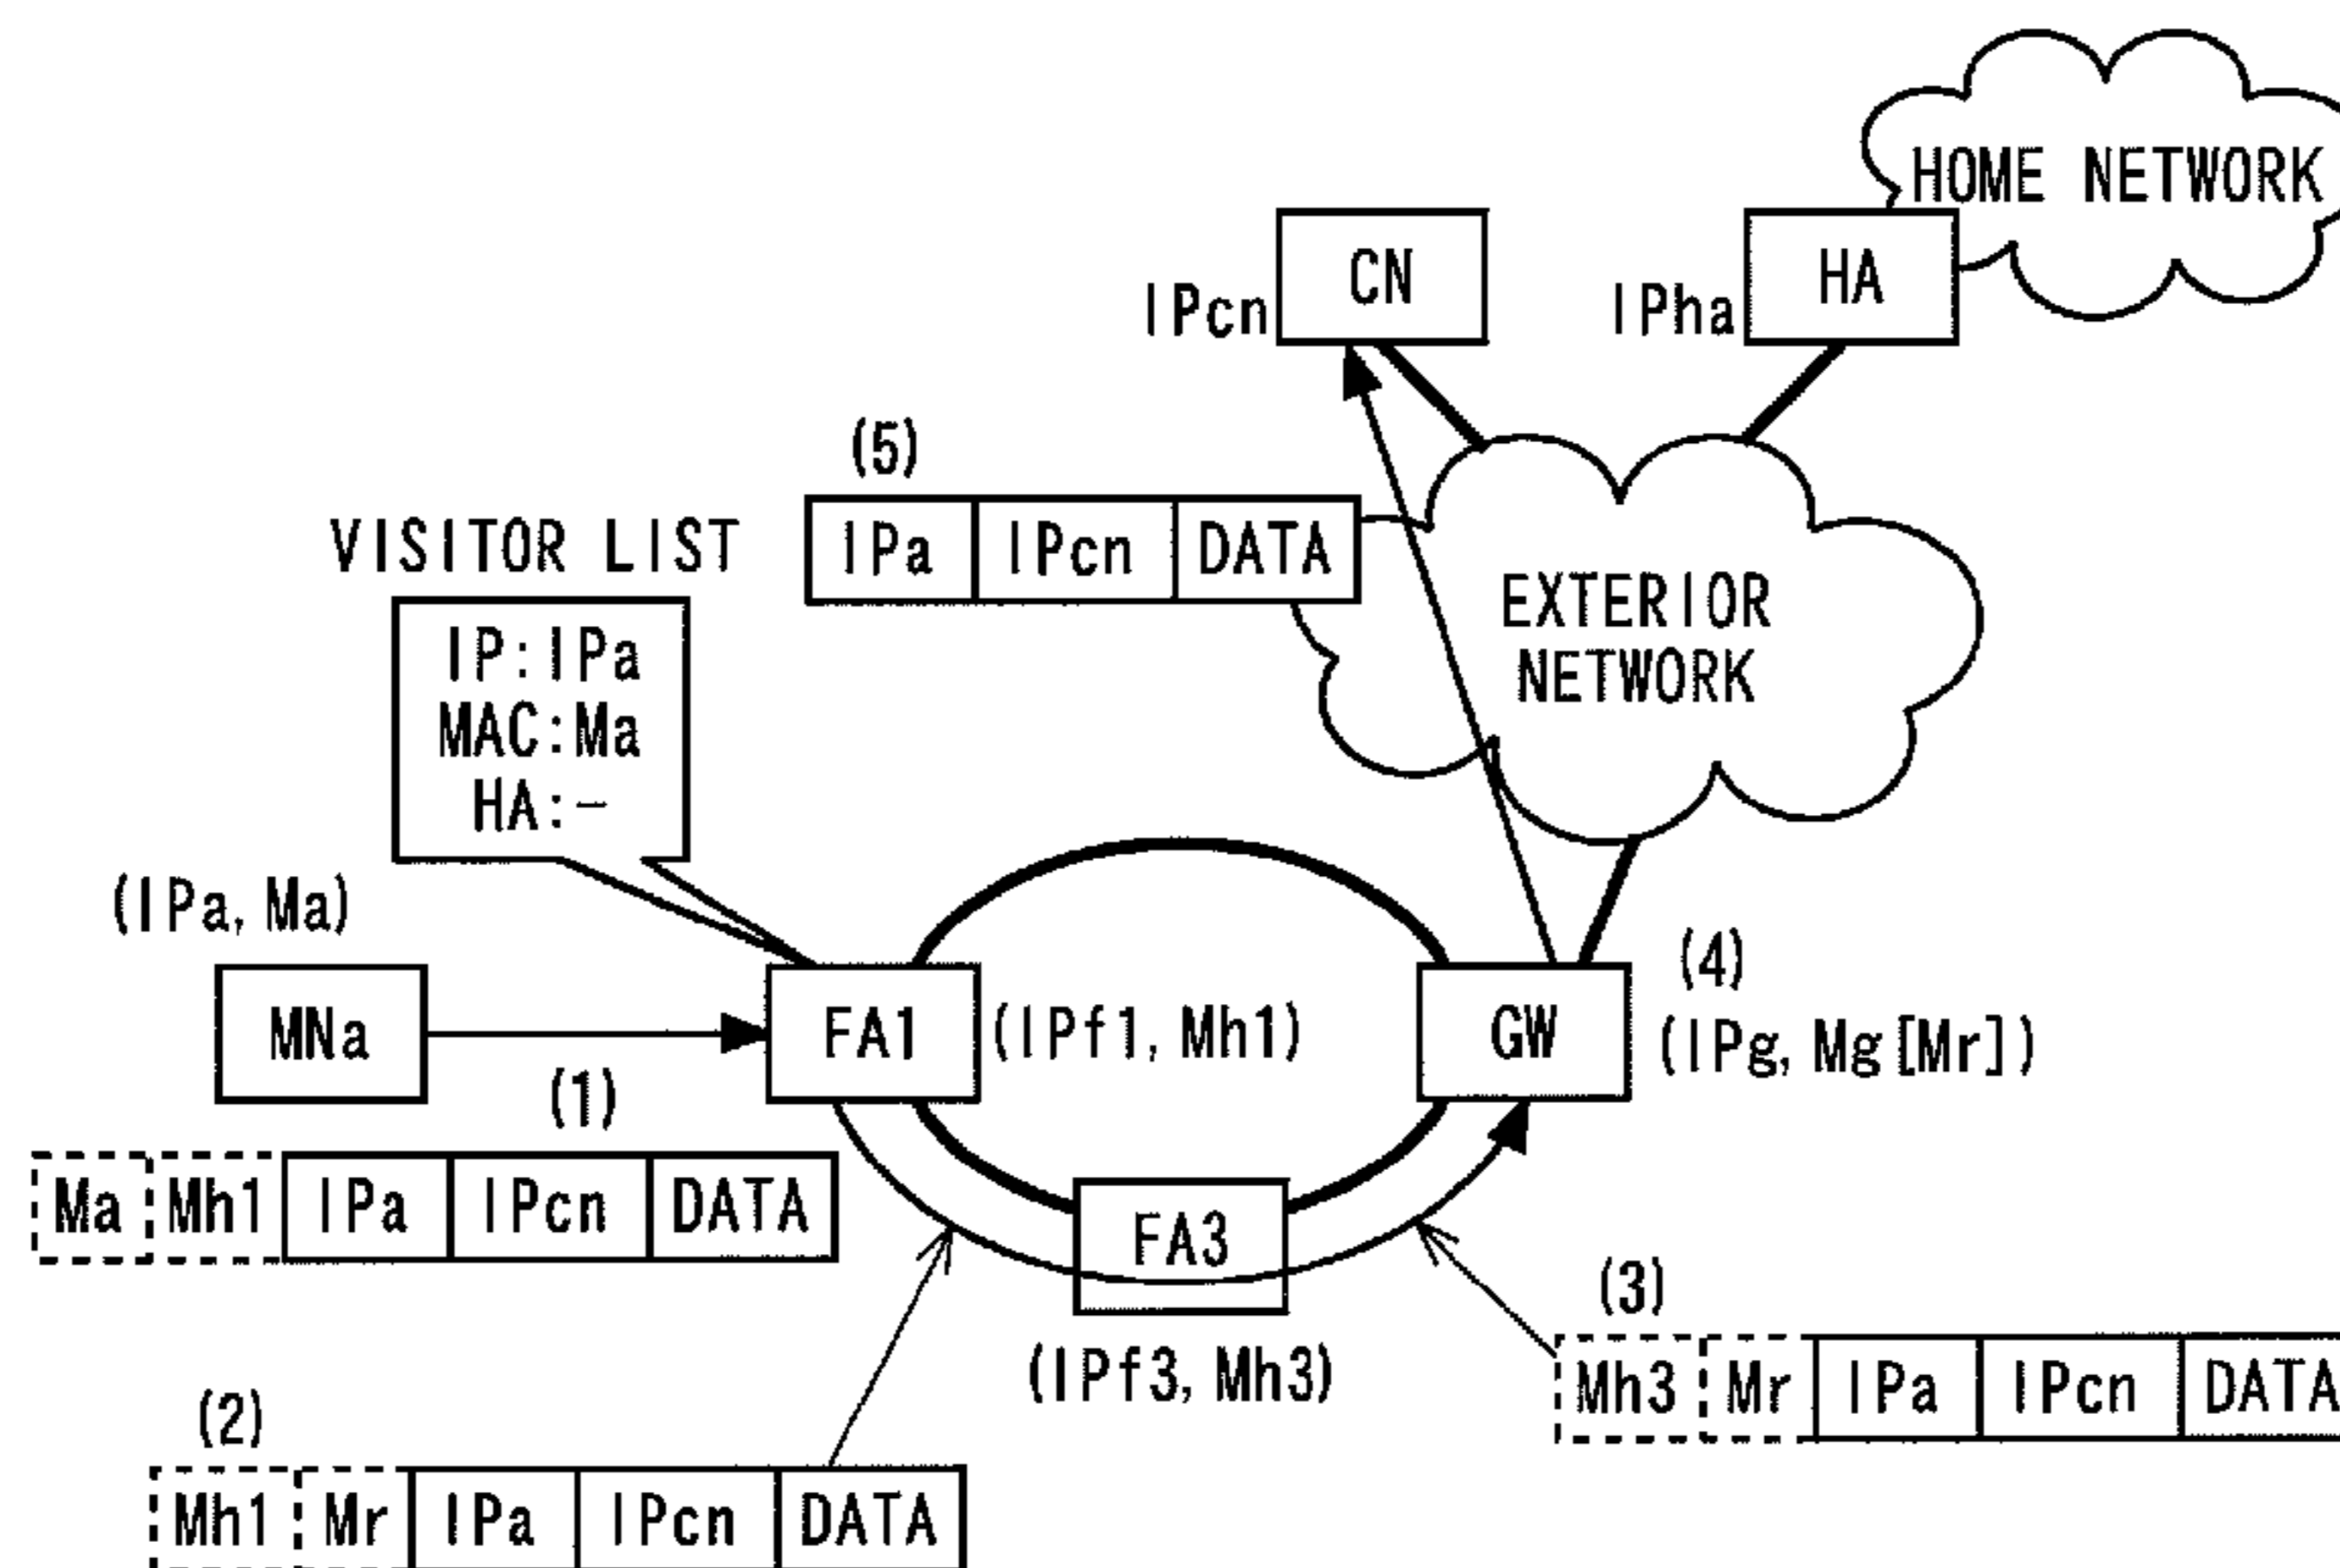 HOME NETWORK
CN
HA
IPcn
IPha
(5)
IPa IPcn DATA
VISITOR LIST
EXTERIOR
NETWORK
IP:IPa
MAC:Ma
HA:-
(IPa, Ma)
(4)
MNa
FA1
(IPf1, Mh1)
GW
(IPg, Mg[Mr])
(1)
Ma Mh1 IPa IPcn DATA
FA3
(3)
(IPf3, Mh3)
Mh3 Mr IPa IPcn DATA
(2)
Mh1 Mr IPa IPcn DATA